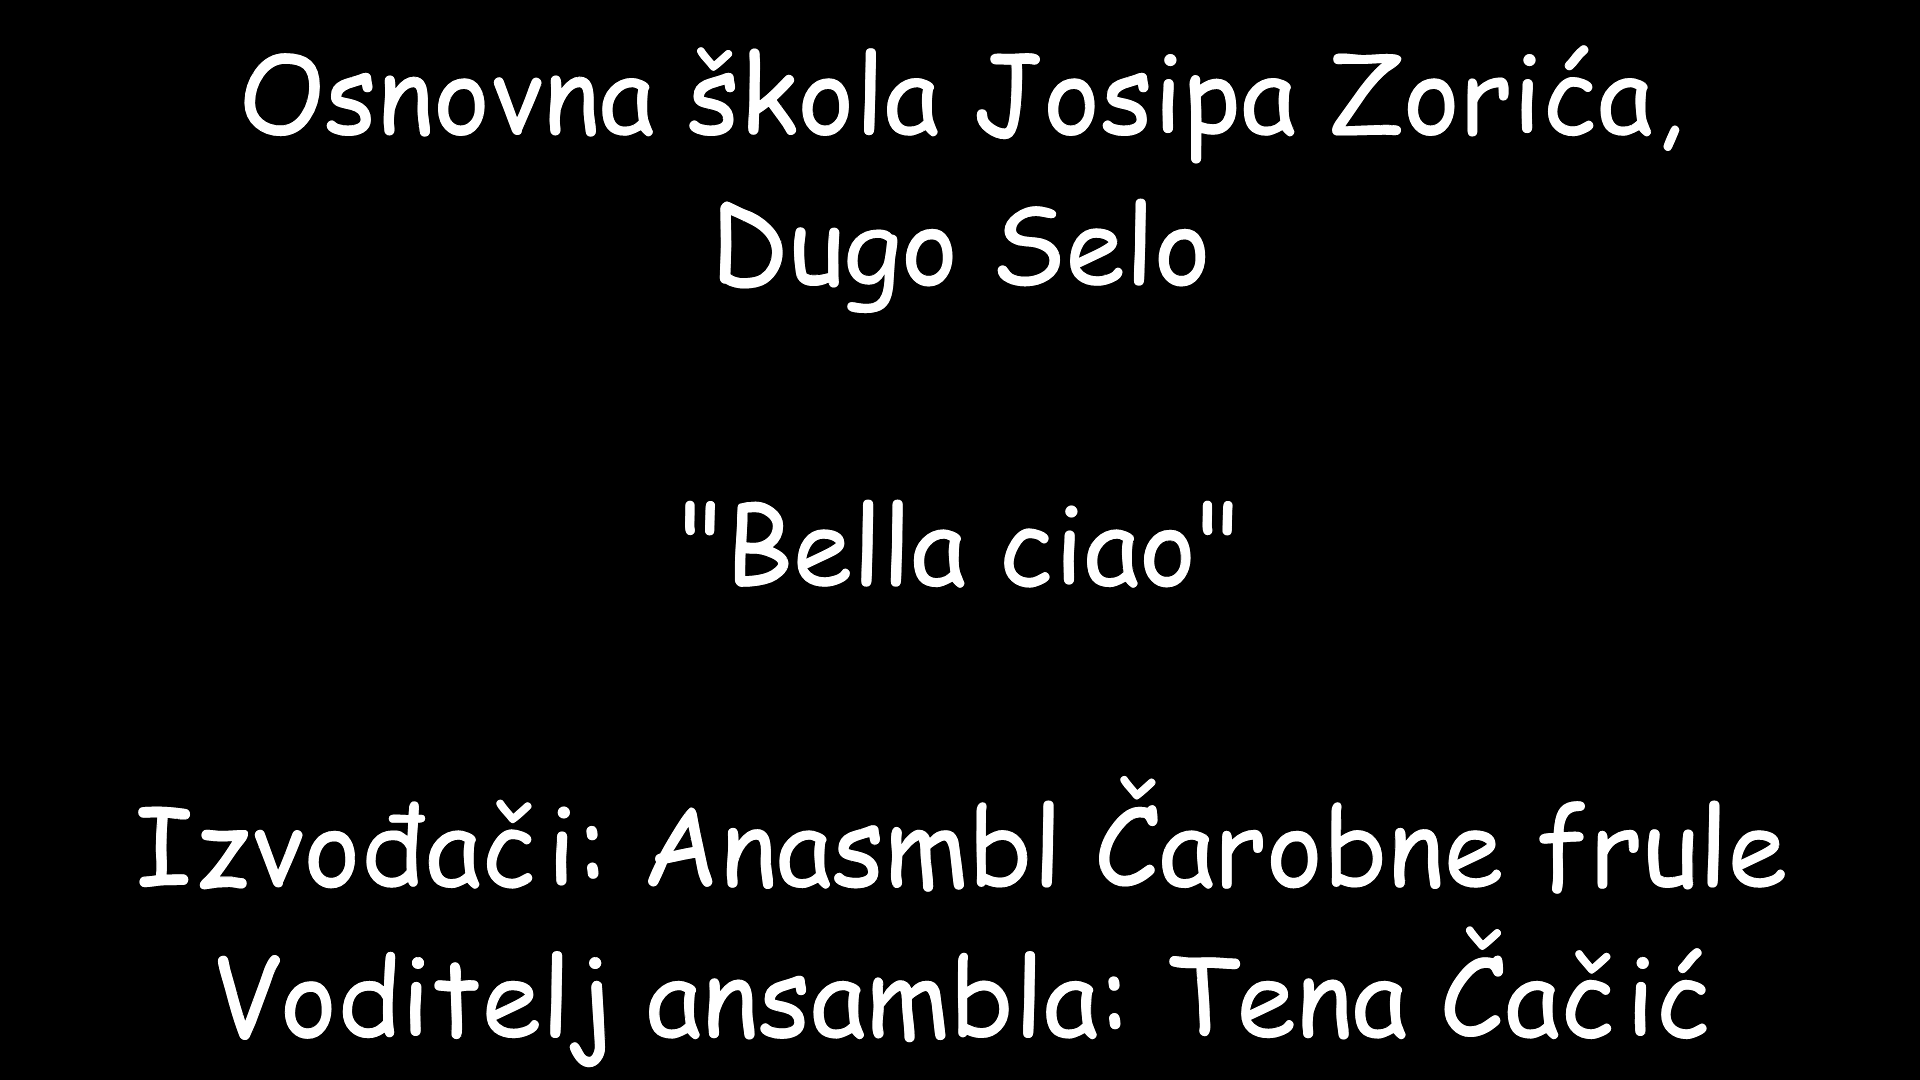 Osnovna škola Josipa Zorića,
Dugo Selo
"Bella ciao"
Izvođači: Anasmbl Čarobne frule
Voditelj ansambla: Tena Čačić